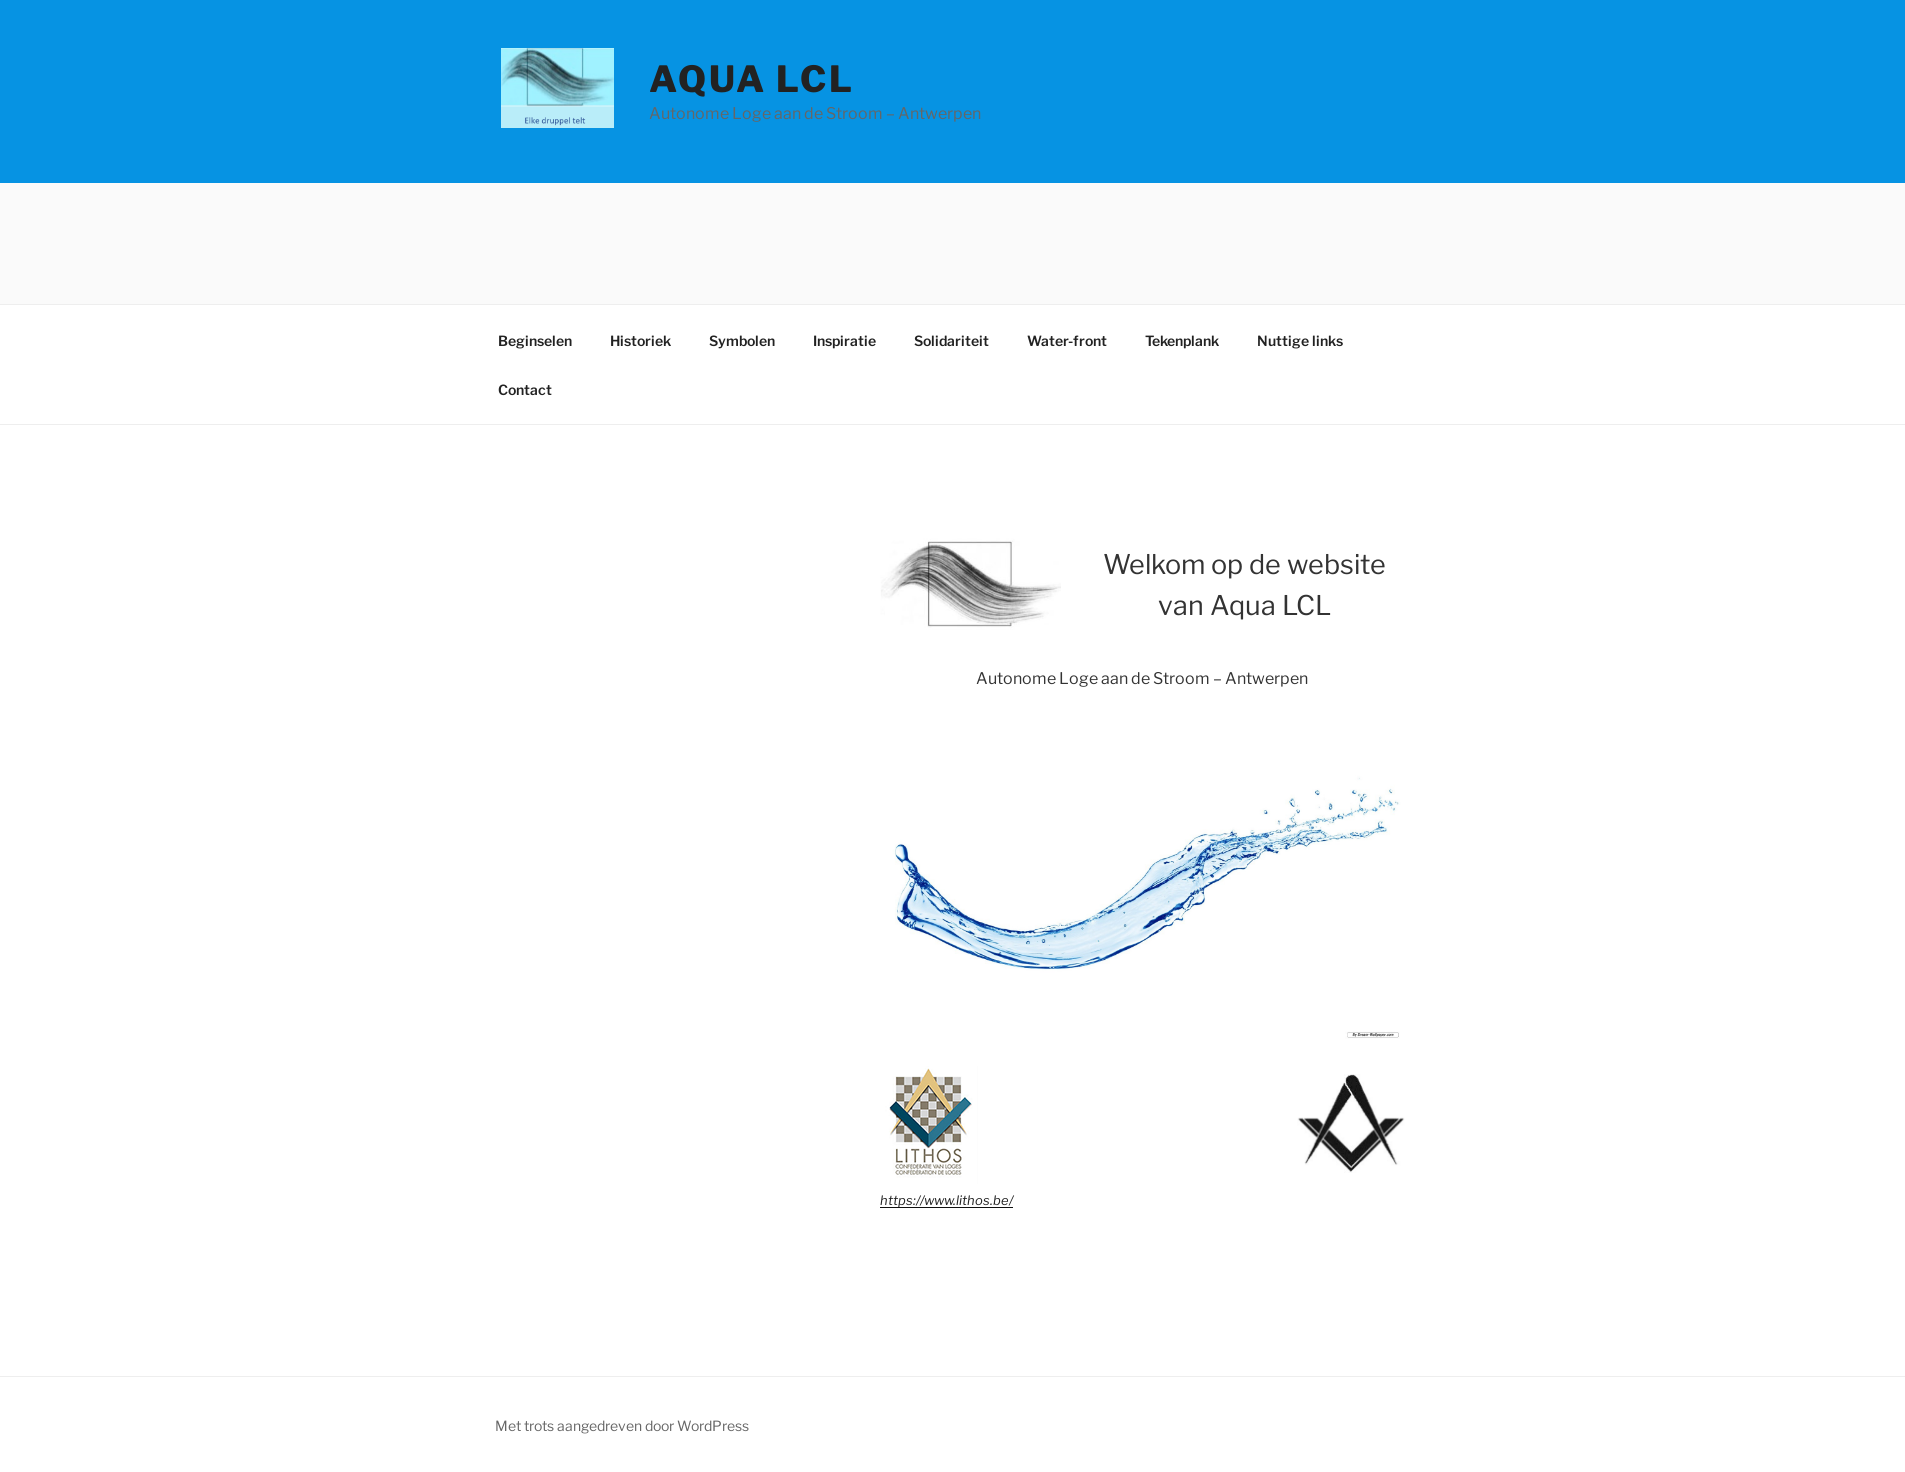 Elke druppel telt
AQUA LCL
Autonome Loge aan de Stroom – Antwerpen
Beginselen
Historiek
Symbolen
Inspiratie
Solidariteit
Water-front
Tekenplank
Nuttige links
Contact
Welkom op de website
van Aqua LCL
Autonome Loge aan de Stroom – Antwerpen
LITHOS
CONFEDERATIE VAN LOGES
CONFÉDÉRATION DE LOGES
https://www.lithos.be/
Met trots aangedreven door WordPress